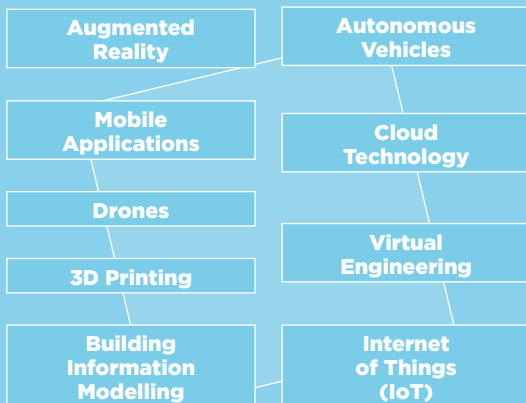 Augmented
Reality
Mobile
Applications
Drones
3D Printing
Building
Information
Modelling
Autonomous
Vehicles
Cloud
Technology
Virtual
Engineering
Internet
of Things
(IoT)